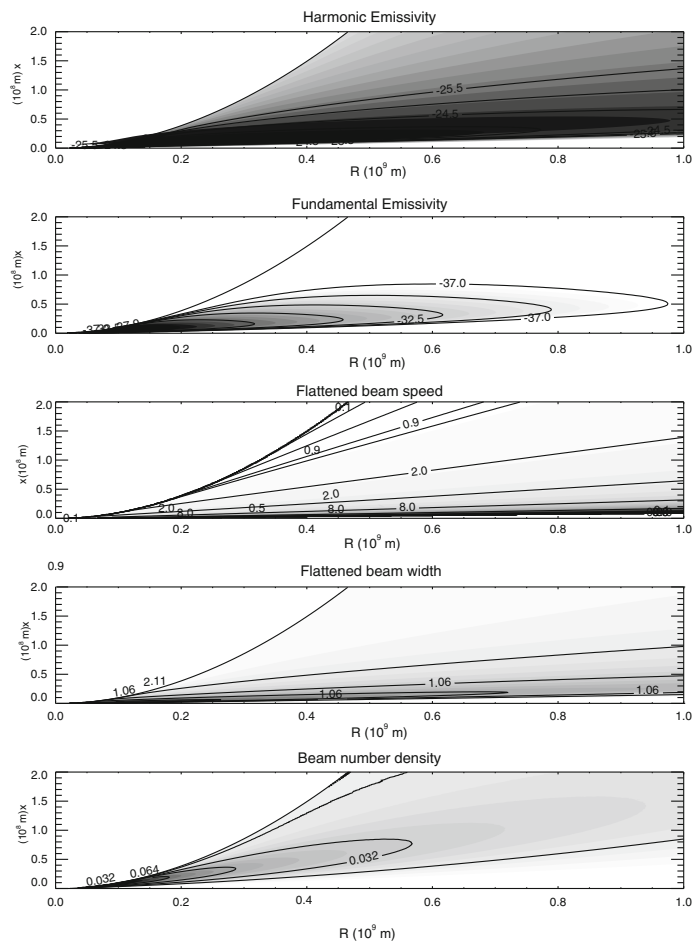 Harmonic Emissivity
2.0
1.5
1.0
0.5
0.0
(10⁸ m) x
-25.5
-24.5
-25.5
0.0 0.2 0.4 0.6 0.8 1.0
R (10⁹ m)
Fundamental Emissivity
2.0
1.5
1.0
0.5
0.0
(10⁸ m)x
-37.0
-32.5
-37.0
0.0 0.2 0.4 0.6 0.8 1.0
R (10⁹ m)
Flattened beam speed
2.0
1.5
1.0
0.5
0.0
x(10⁸ m)
0.1
0.9
0.9
2.0
2.0
2.0
8.0
0.5
8.0
8.0
0.1
0.0 0.2 0.4 0.6 0.8 1.0
R (10⁹ m)
0.9
Flattened beam width
2.0
1.5
1.0
0.5
0.0
(10⁸ m)x
2.11
1.06
1.06
1.06
1.06
0.0 0.2 0.4 0.6 0.8 1.0
R (10⁹ m)
Beam number density
2.0
1.5
1.0
0.5
0.0
(10⁸ m)x
0.032
0.064
0.032
0.0 0.2 0.4 0.6 0.8 1.0
R (10⁹ m)